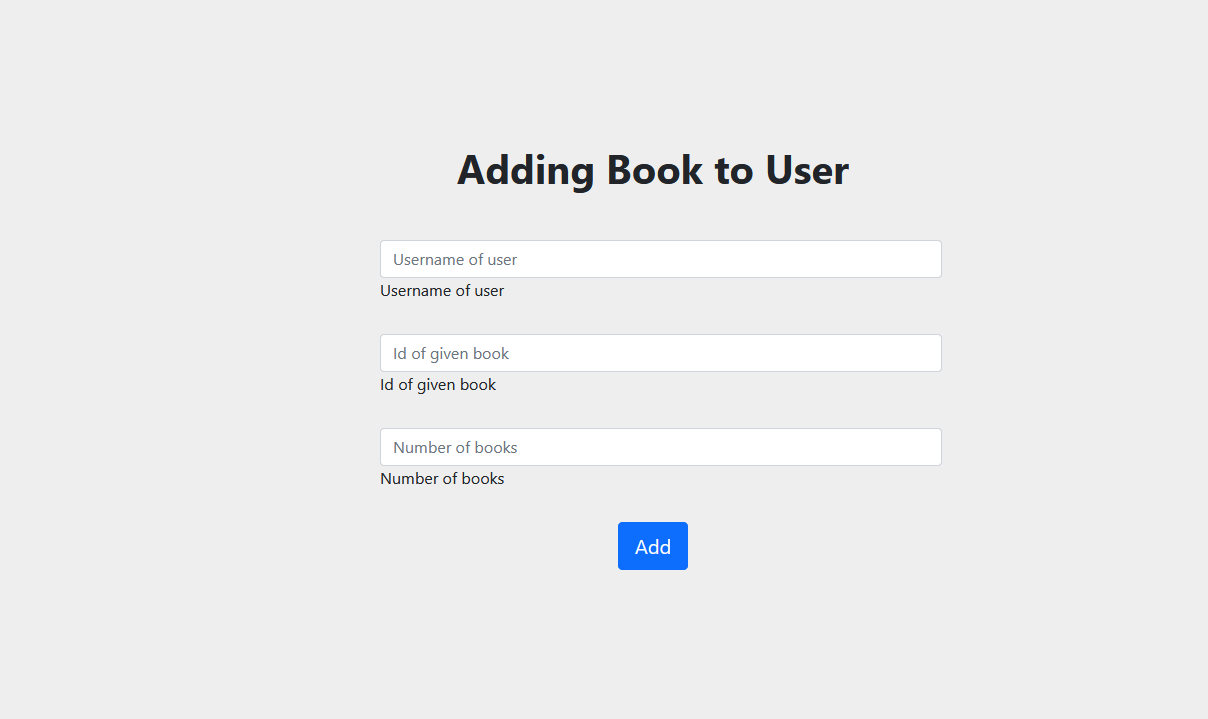 Adding Book to User
Username of user
Username of user
Id of given book
Id of given book
Number of books
Number of books
Add